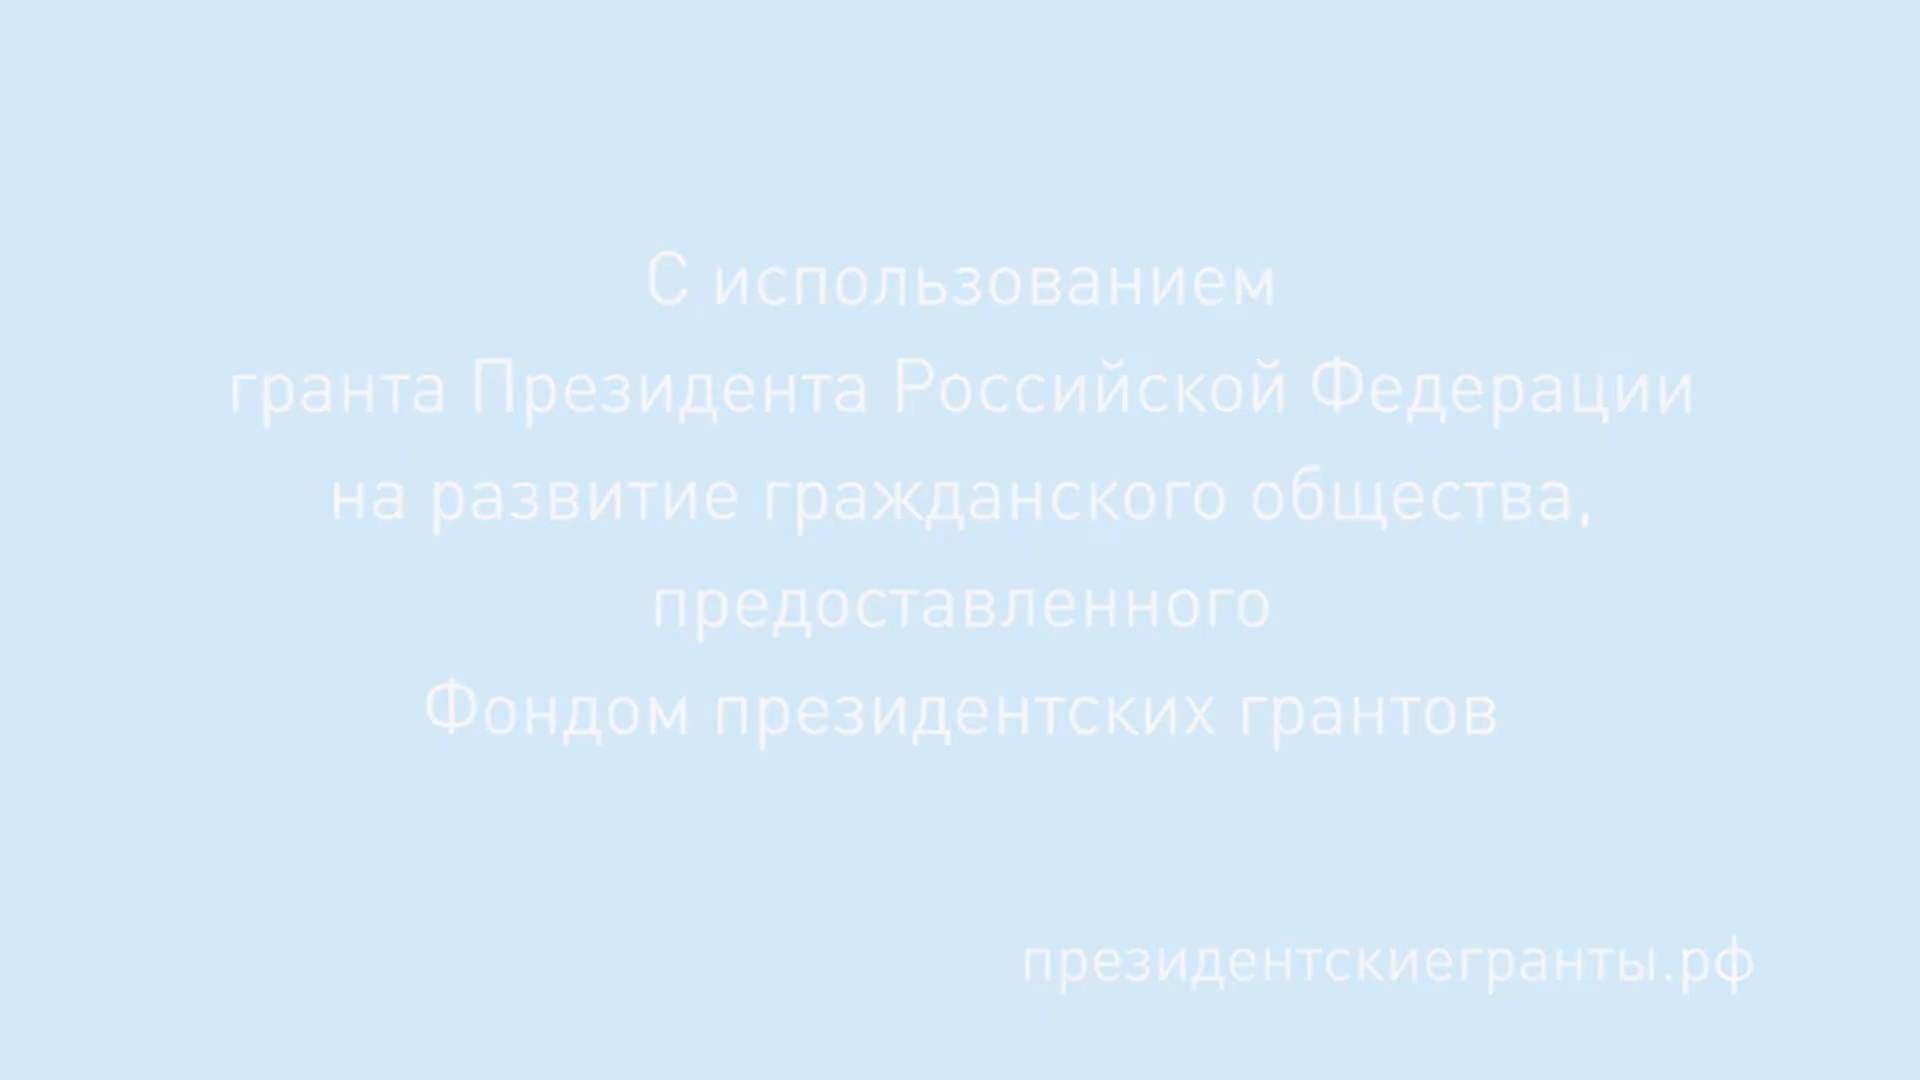 С использованием
гранта Президента Российской Федерации
на развитие гражданского общества,
предоставленного
Фондом президентских грантов
президентскиегранты.рф